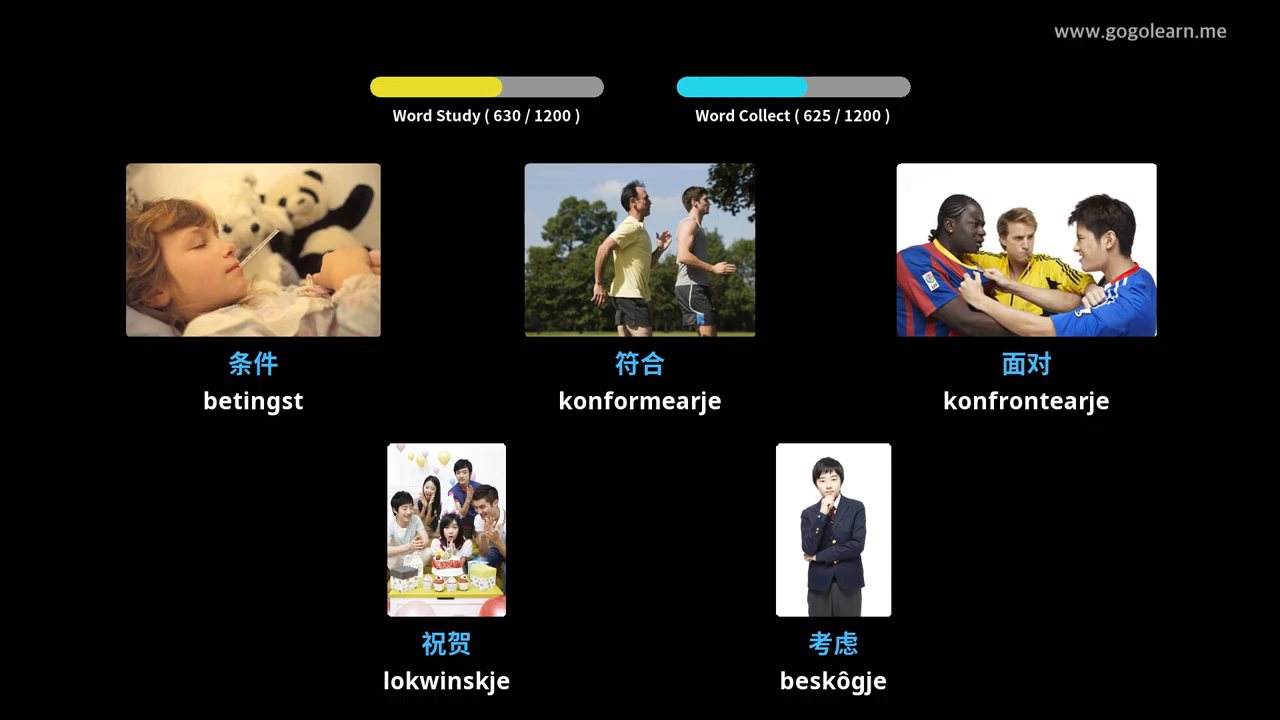 www.gogolearn.me
Word Study ( 630 / 1200 )
Word Collect ( 625 / 1200 )
条件
betingst
符合
konformearje
面对
konfrontearje
祝贺
lokwinskje
考虑
beskôgje